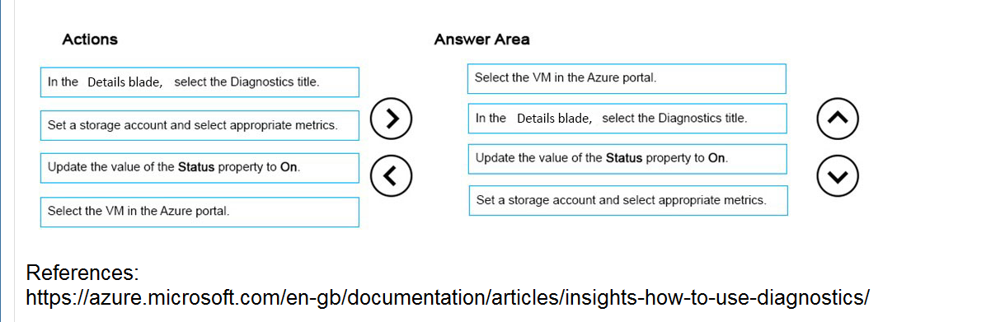 Actions
In the Details blade, select the Diagnostics title.
Set a storage account and select appropriate metrics.
Update the value of the Status property to On.
Select the VM in the Azure portal.
Answer Area
Select the VM in the Azure portal.
In the Details blade, select the Diagnostics title.
Update the value of the Status property to On.
Set a storage account and select appropriate metrics.
References:
https://azure.microsoft.com/en-gb/documentation/articles/insights-how-to-use-diagnostics/